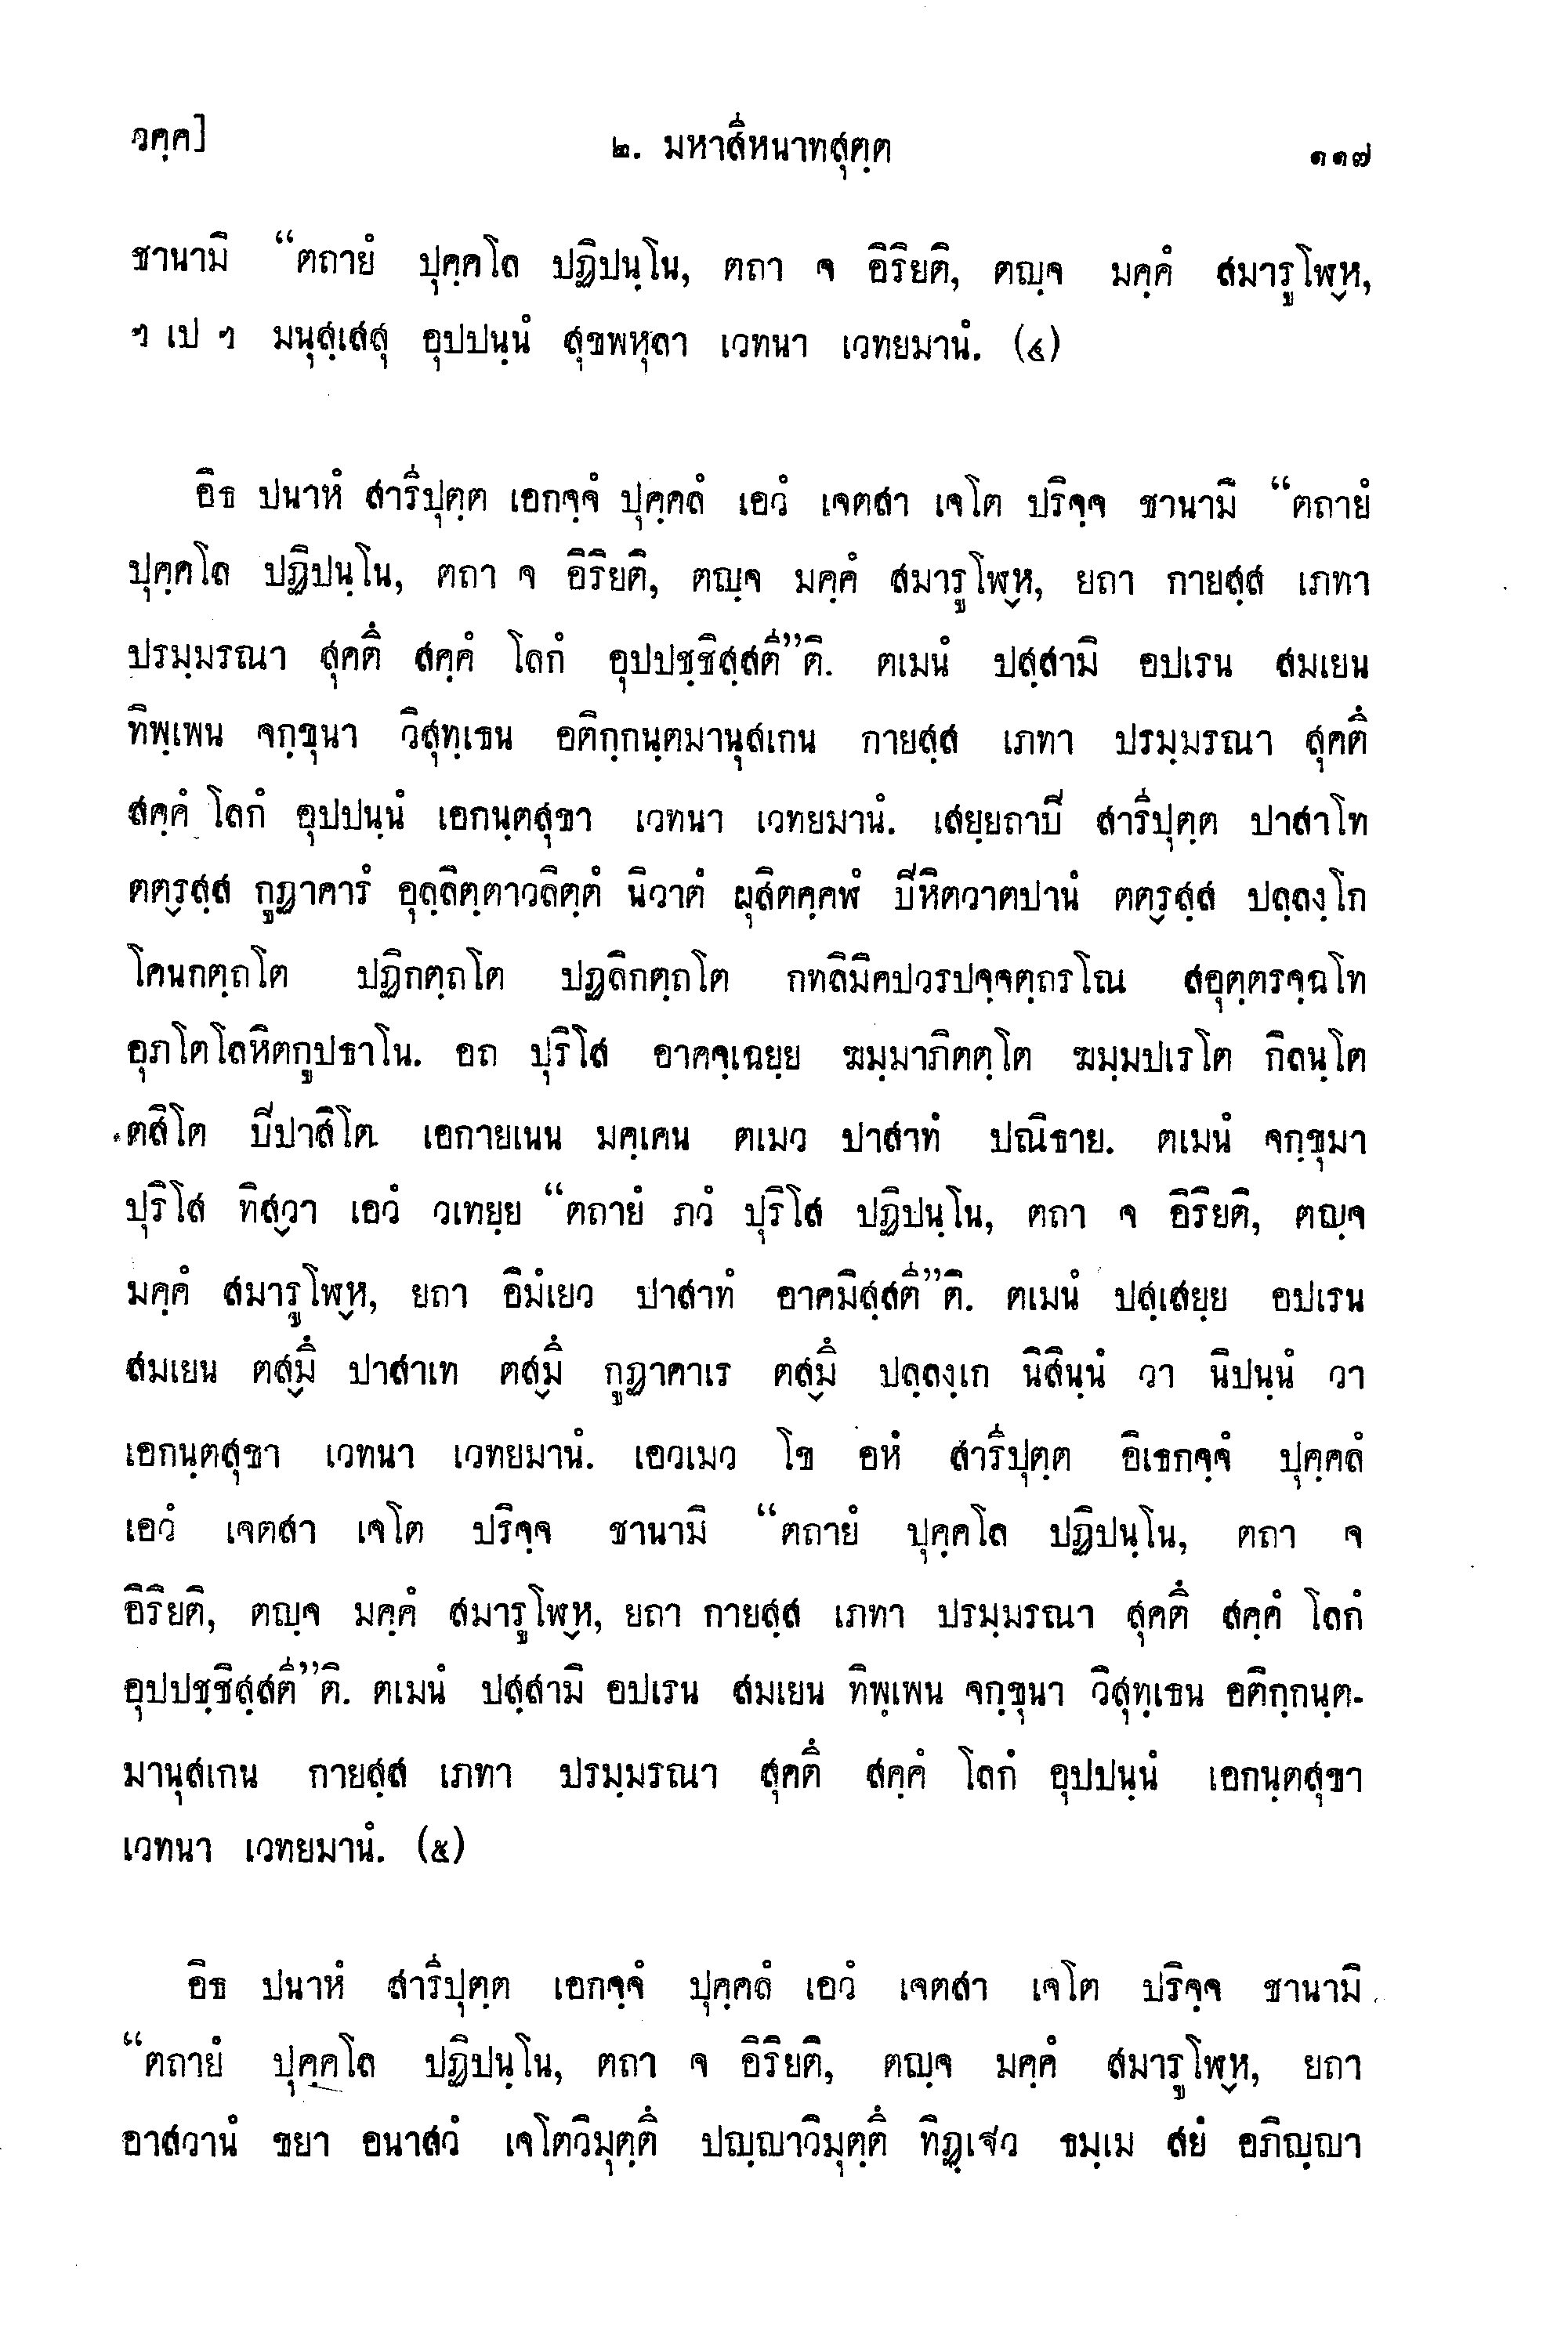 วคฺค]
๒. มหาสีหนาทสุตฺต
๑๑๗
ชานามิ “ตถายํ ปุคฺคโล ปฏิปนฺโน, ตถา จ อิริยติ, ตญฺจ มคฺคํ สมารูโฬฺห,
ฯ เป ฯ มนุสฺเสสุ อุปปนฺนํ สุขพหุลา เวทนา เวทยมานํ. (๔)
อิธ ปนาหํ สาริปุตฺต เอกจฺจํ ปุคฺคลํ เอวํ เจตสา เจโต ปริจฺจ ชานามิ “ตถายํ
ปุคฺคโล ปฏิปนฺโน, ตถา จ อิริยติ, ตญฺจ มคฺคํ สมารูโฬฺห, ยถา กายสฺส เภทา
ปรมฺมรณา สุคตึ สคฺคํ โลกํ อุปปชฺชิสฺสตี”ติ. ตเมนํ ปสฺสามิ อปเรน สมเยน
ทิพฺเพน จกฺขุนา วิสุทฺเธน อติกฺกนฺตมานุสเกน กายสฺส เภทา ปรมฺมรณา สุคตึ
สคฺคํ โลกํ อุปปนฺนํ เอกนฺตสุขา เวทนา เวทยมานํ. เสยฺยถาปิ สาริปุตฺต ปาสาโท
ตตฺรสฺส กูฏาคารํ อุลฺลิตฺตาวลิตฺตํ นิวาตํ ผุสิตคฺคฬํ ปิหิตวาตปานํ ตตฺรสฺส ปลฺลงฺโก
โคนกตฺถโต ปฏิกตฺถโต ปฏลิกตฺถโต กทลิมิคปวรปจฺจตฺถรโณ สอุตฺตรจฺฉโท
อุภโตโลหิตกูปธาโน. อถ ปุริโส อาคจฺเฉยฺย ฆมฺมาภิตตฺโต ฆมฺมปเรโต กิลนฺโต
ตสิโต ปิปาสิโต เอกายเนน มคฺเคน ตเมว ปาสาทํ ปณิธาย. ตเมนํ จกฺขุมา
ปุริโส ทิสฺวา เอวํ วเทยฺย “ตถายํ ภวํ ปุริโส ปฏิปนฺโน, ตถา จ อิริยติ, ตญฺจ
มคฺคํ สมารูโฬฺห, ยถา อิมํเยว ปาสาทํ อาคมิสฺสตี”ติ. ตเมนํ ปสฺเสยฺย อปเรน
สมเยน ตสฺมึ ปาสาเท ตสฺมึ กูฏาคาเร ตสฺมึ ปลฺลงฺเก นิสินฺนํ วา นิปนฺนํ วา
เอกนฺตสุขา เวทนา เวทยมานํ. เอวเมว โข อหํ สาริปุตฺต อิเธกจฺจํ ปุคฺคลํ
เอวํ เจตสา เจโต ปริจฺจ ชานามิ “ตถายํ ปุคฺคโล ปฏิปนฺโน, ตถา จ
อิริยติ, ตญฺจ มคฺคํ สมารูโฬฺห, ยถา กายสฺส เภทา ปรมฺมรณา สุคตึ สคฺคํ โลกํ
อุปปชฺชิสฺสตี”ติ. ตเมนํ ปสฺสามิ อปเรน สมเยน ทิพฺเพน จกฺขุนา วิสุทฺเธน อติกฺกนฺต-
มานุสเกน กายสฺส เภทา ปรมฺมรณา สุคตึ สคฺคํ โลกํ อุปปนฺนํ เอกนฺตสุขา
เวทนา เวทยมานํ. (๕)
อิธ ปนาหํ สาริปุตฺต เอกจฺจํ ปุคฺคลํ เอวํ เจตสา เจโต ปริจฺจ ชานามิ
“ตถายํ ปุคฺคโล ปฏิปนฺโน, ตถา จ อิริยติ, ตญฺจ มคฺคํ สมารูโฬฺห, ยถา
อาสวานํ ขยา อนาสวํ เจโตวิมุตฺตึ ปญฺญาวิมุตฺตึ ทิฏฺเฐว ธมฺเม สยํ อภิญฺญา